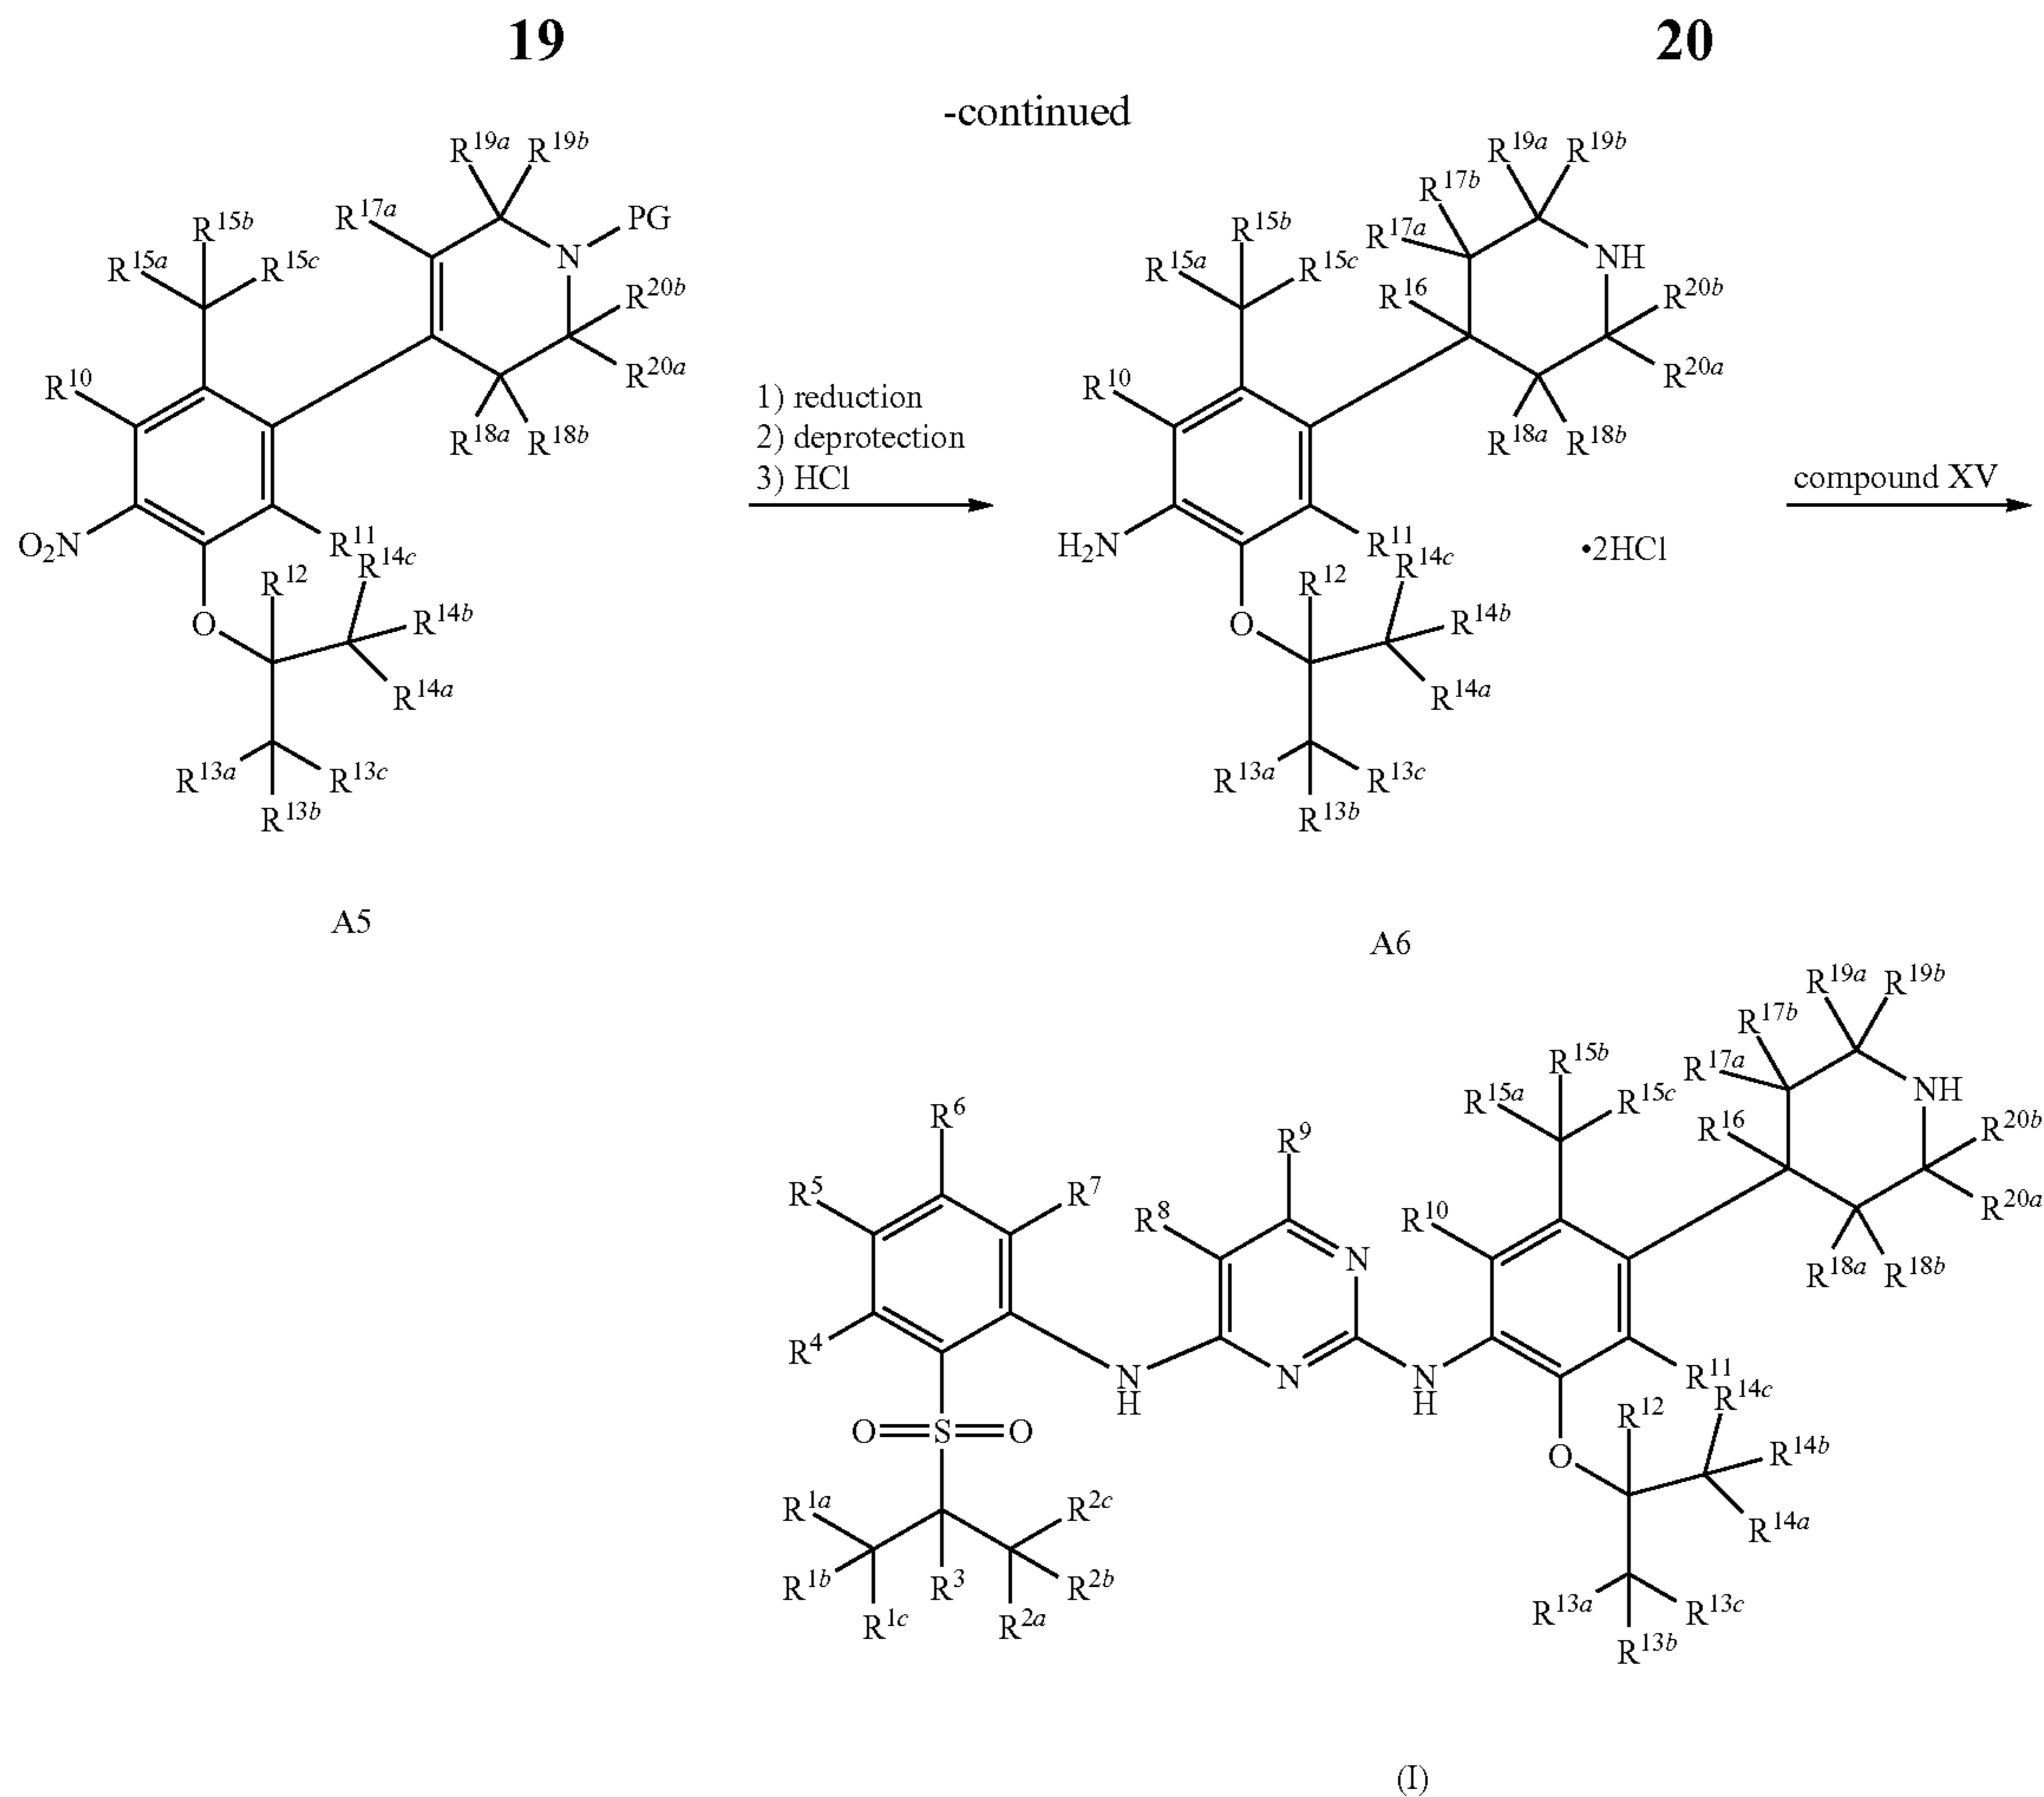 19 20
-continued
R19a R19b R19a R19b
R17b
R15b R17a PG R15b R17a NH
R15a R15c N R15a R15c
R20b R16 R20b
R10 R20a R10 R20a
1) reduction
R18a R18b 2) deprotection R18a R18b
3) HCl compound XV
O2N R11 H2N R11 •2HCl
R12 R14c R12 R14c
O R14b O R14b
R14a R14a
R13a R13c R13a R13c
R13b R13b
A5 A6
R19a R19b
R17b
R15b R17a NH
R6 R9 R15a R15c R16 R20b
R5 R7 R8 R10 R20a
N R18a R18b
R4 N H N N H R11
R12 R14c
O S O O R14b
R1a R2c R14a
R1b R3 R2b R13a R13c
R1c R2a R13b
(I)